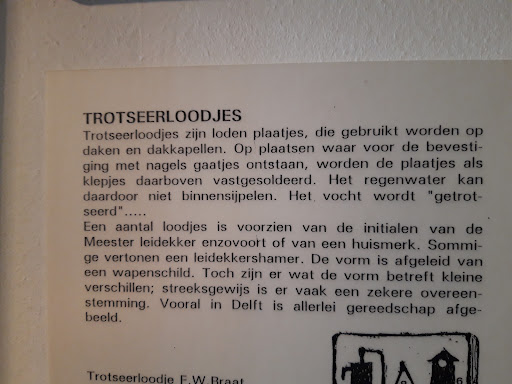 TROTSEERLOODJES
Trotseerloodjes zijn loden plaatjes, die gebruikt worden op
daken en dakkapellen. Op plaatsen waar voor de bevesti-
ging met nagels gaatjes ontstaan, worden de plaatjes als
klepjes daarboven vastgesoldeerd. Het regenwater kan
daardoor niet binnensijpelen. Het vocht wordt "getrot-
seerd".....
Een aantal loodjes is voorzien van de initialen van de
Meester leidekker enzovoort of van een huismerk. Sommi-
ge vertonen een leidekkershamer. De vorm is afgeleid van
een wapenschild. Toch zijn er wat de vorm betreft kleine
verschillen; streeksgewijs is er vaak een zekere overeen-
stemming. Vooral in Delft is allerlei gereedschap afge-
beeld.
Trotseerloodje F.W.Braat